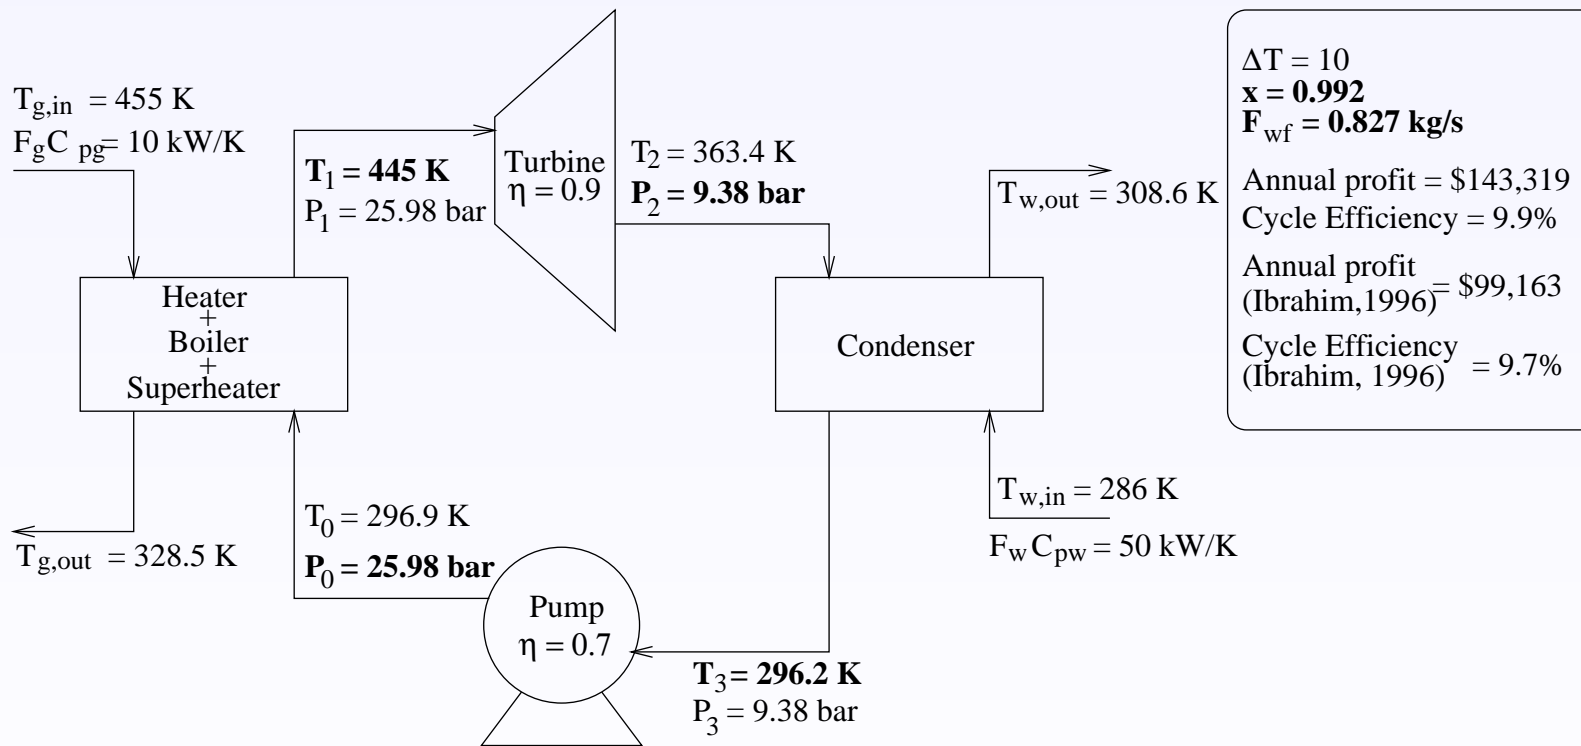 T_g,in = 455 K
F_gC_pg = 10 kW/K
T_1 = 445 K
P_1 = 25.98 bar
Turbine
η = 0.9
T_2 = 363.4 K
P_2 = 9.38 bar
T_w,out = 308.6 K
ΔT = 10
x = 0.992
F_wf = 0.827 kg/s
Annual profit = $143,319
Cycle Efficiency = 9.9%
Annual profit
(Ibrahim,1996) = $99,163
Cycle Efficiency
(Ibrahim, 1996) = 9.7%
Heater
+
Boiler
+
Superheater
Condenser
T_g,out = 328.5 K
T_0 = 296.9 K
P_0 = 25.98 bar
Pump
η = 0.7
T_3 = 296.2 K
P_3 = 9.38 bar
T_w,in = 286 K
F_wC_pw = 50 kW/K